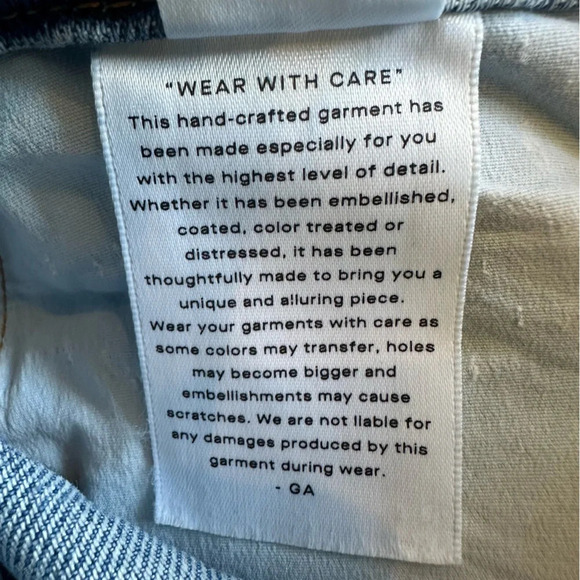 "WEAR WITH CARE"
This hand-crafted garment has
been made especially for you
with the highest level of detail.
Whether it has been embellished,
coated, color treated or
distressed, it has been
thoughtfully made to bring you a
unique and alluring piece.
Wear your garments with care as
some colors may transfer, holes
may become bigger and
embellishments may cause
scratches. We are not liable for
any damages produced by this
garment during wear.
- GA